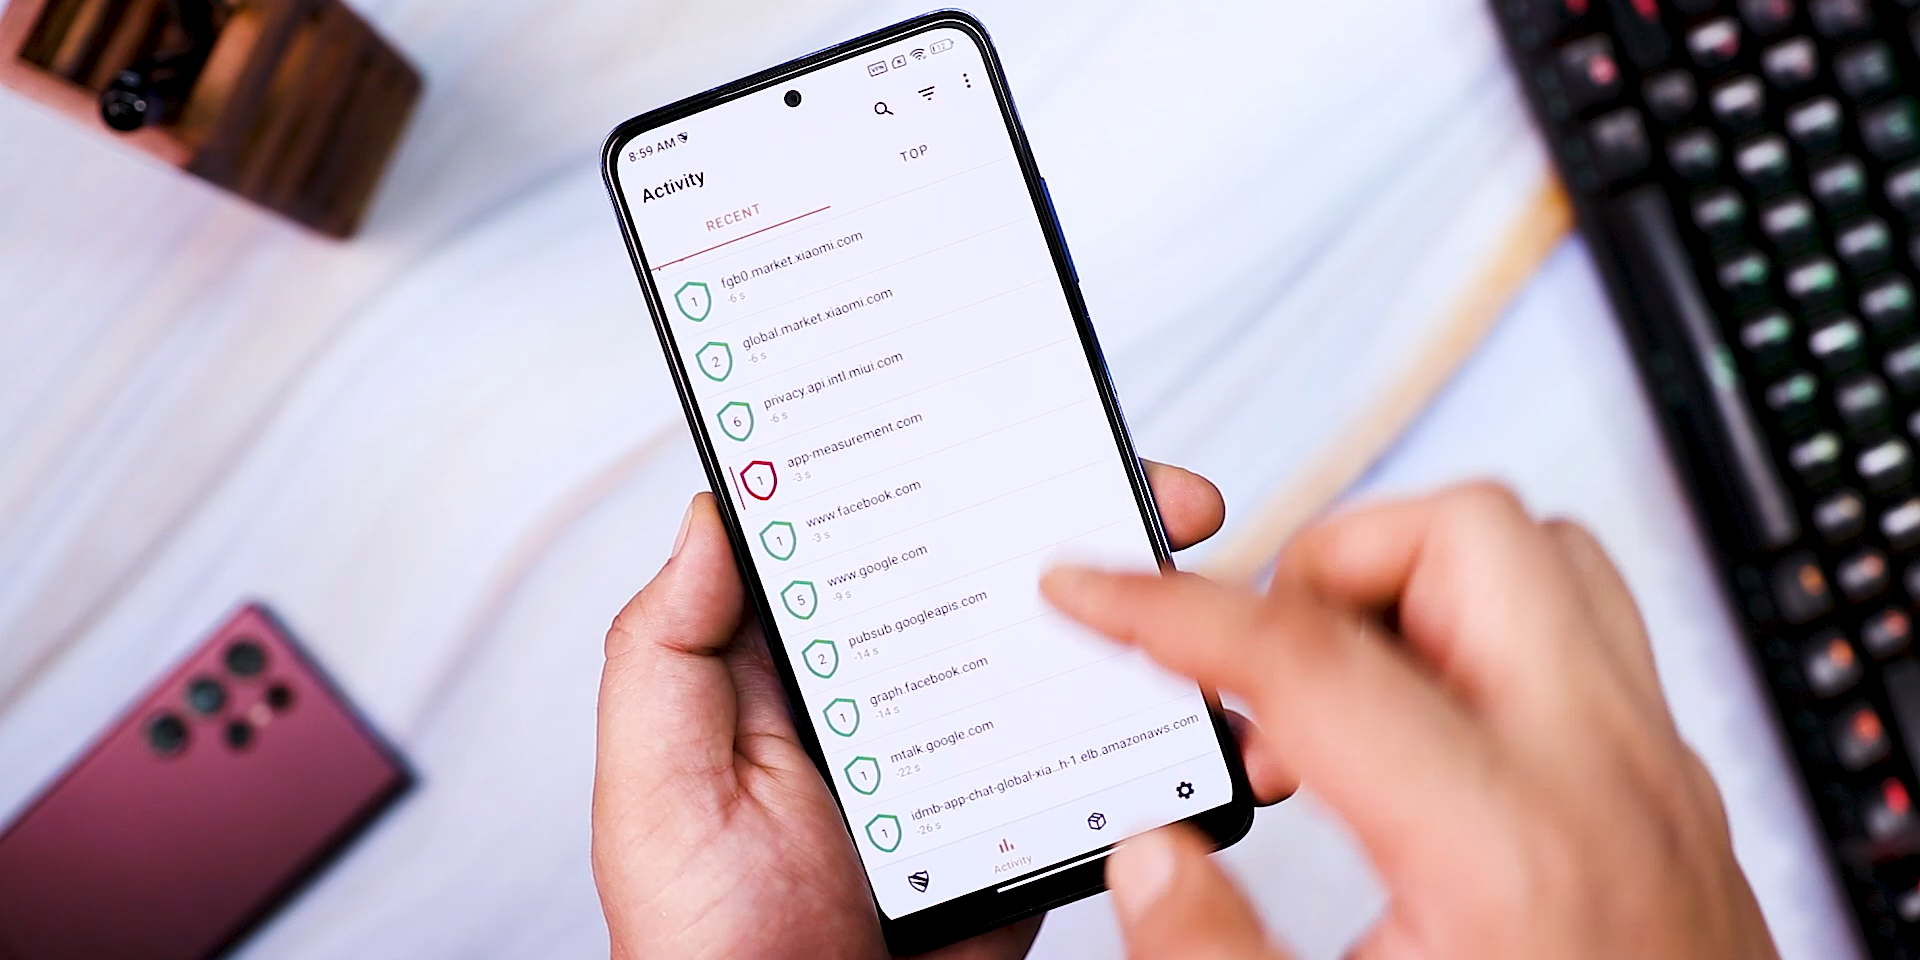 8:59 AM
VPN
12
Activity
RECENT
TOP
1
fgb0.market.xiaomi.com
-6 s
2
global.market.xiaomi.com
-6 s
6
privacy.api.intl.miui.com
-6 s
1
app-measurement.com
-3 s
1
www.facebook.com
-3 s
5
www.google.com
-9 s
2
pubsub.googleapis.com
-14 s
1
graph.facebook.com
-14 s
1
mtalk.google.com
-22 s
1
idmb-app-chat-global-xia...h-1.elb.amazonaws.com
-26 s
Activity